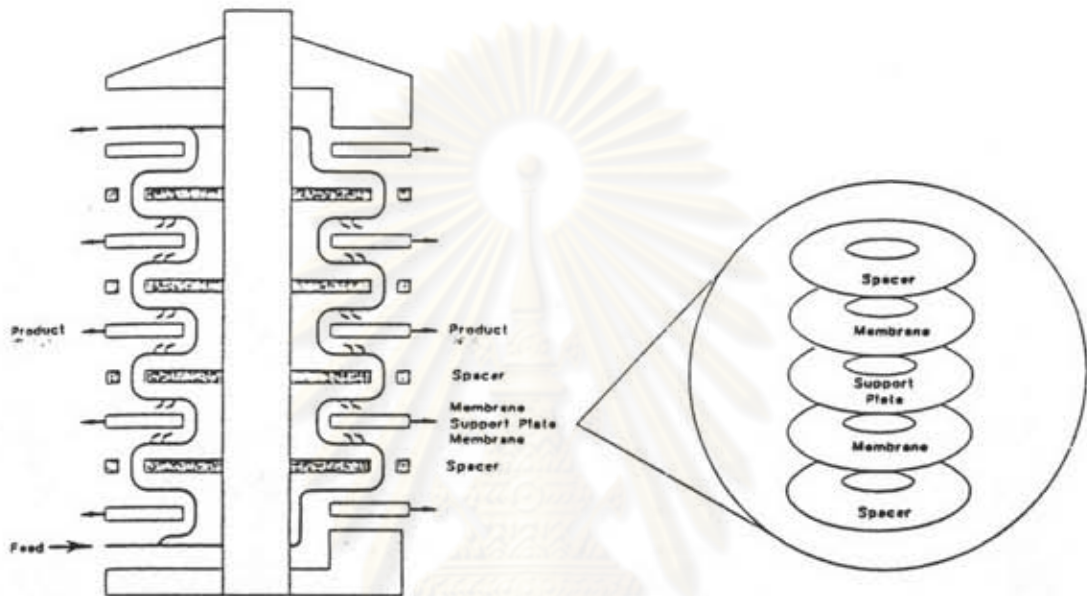 Product
Product
Spacer
Membrane
Support Plate
Membrane
Spacer
Feed
Spacer
Membrane
Support
Plate
Membrane
Spacer